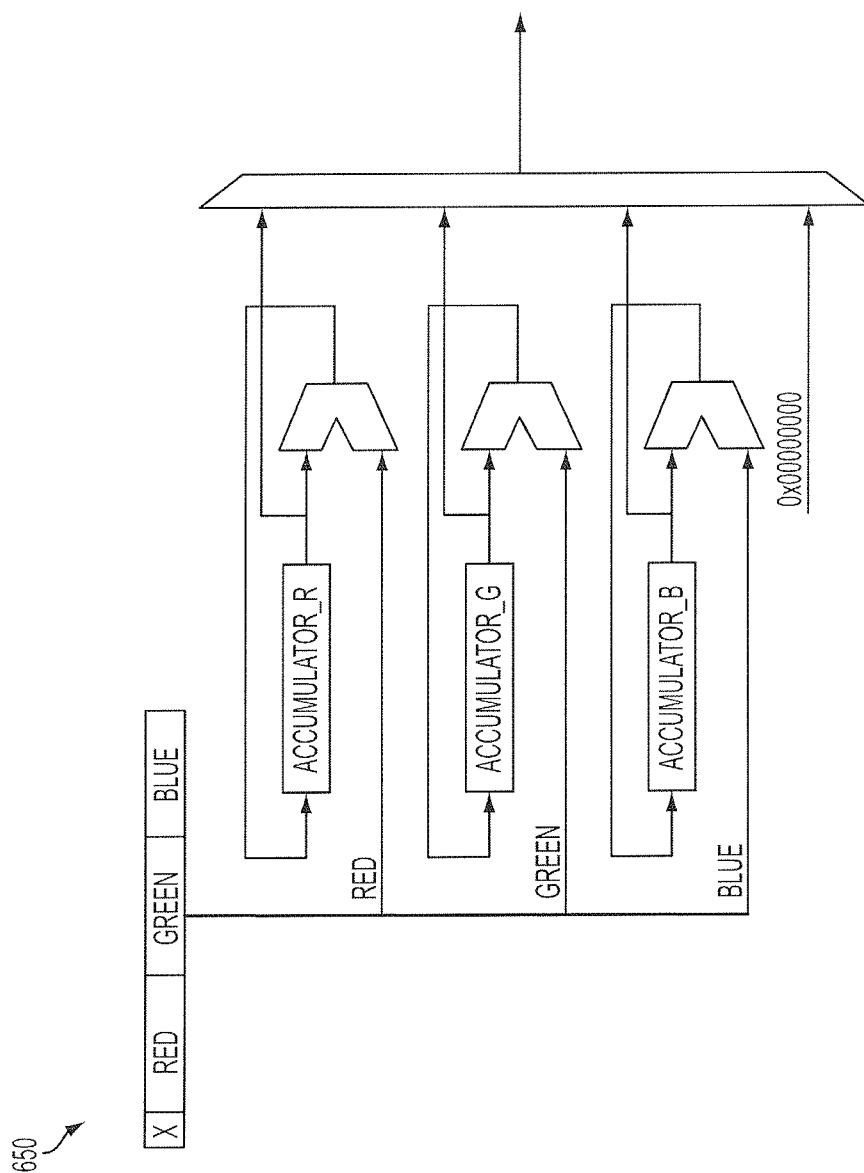 650
X RED GREEN BLUE
ACCUMULATOR_R
RED
ACCUMULATOR_G
GREEN
ACCUMULATOR_B
BLUE
0x00000000